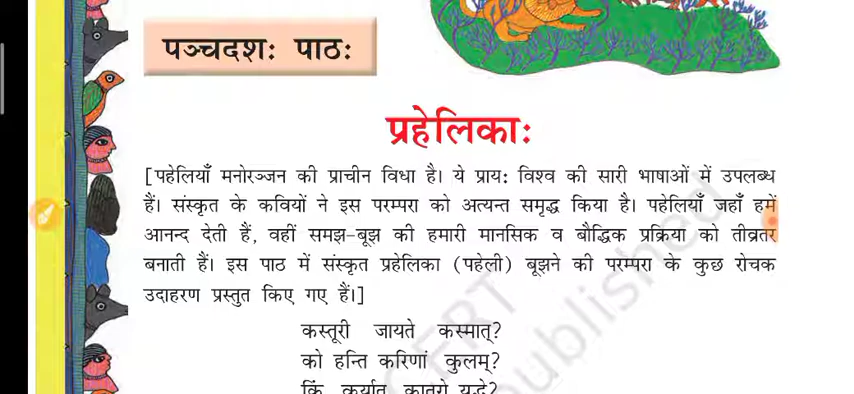 पञ्चदशः पाठः
प्रहेलिकाः
[पहेलियाँ मनोरञ्जन की प्राचीन विधा है। ये प्रायः विश्व की सारी भाषाओं में उपलब्ध
हैं। संस्कृत के कवियों ने इस परम्परा को अत्यन्त समृद्ध किया है। पहेलियाँ जहाँ हमें
आनन्द देती हैं, वहीं समझ-बूझ की हमारी मानसिक व बौद्धिक प्रक्रिया को तीव्रतर
बनाती हैं। इस पाठ में संस्कृत प्रहेलिका (पहेली) बूझने की परम्परा के कुछ रोचक
उदाहरण प्रस्तुत किए गए हैं।]
कस्तूरी जायते कस्मात्?
को हन्ति करिणां कुलम्?
किं कुर्यात् कातरो युद्धे?
published